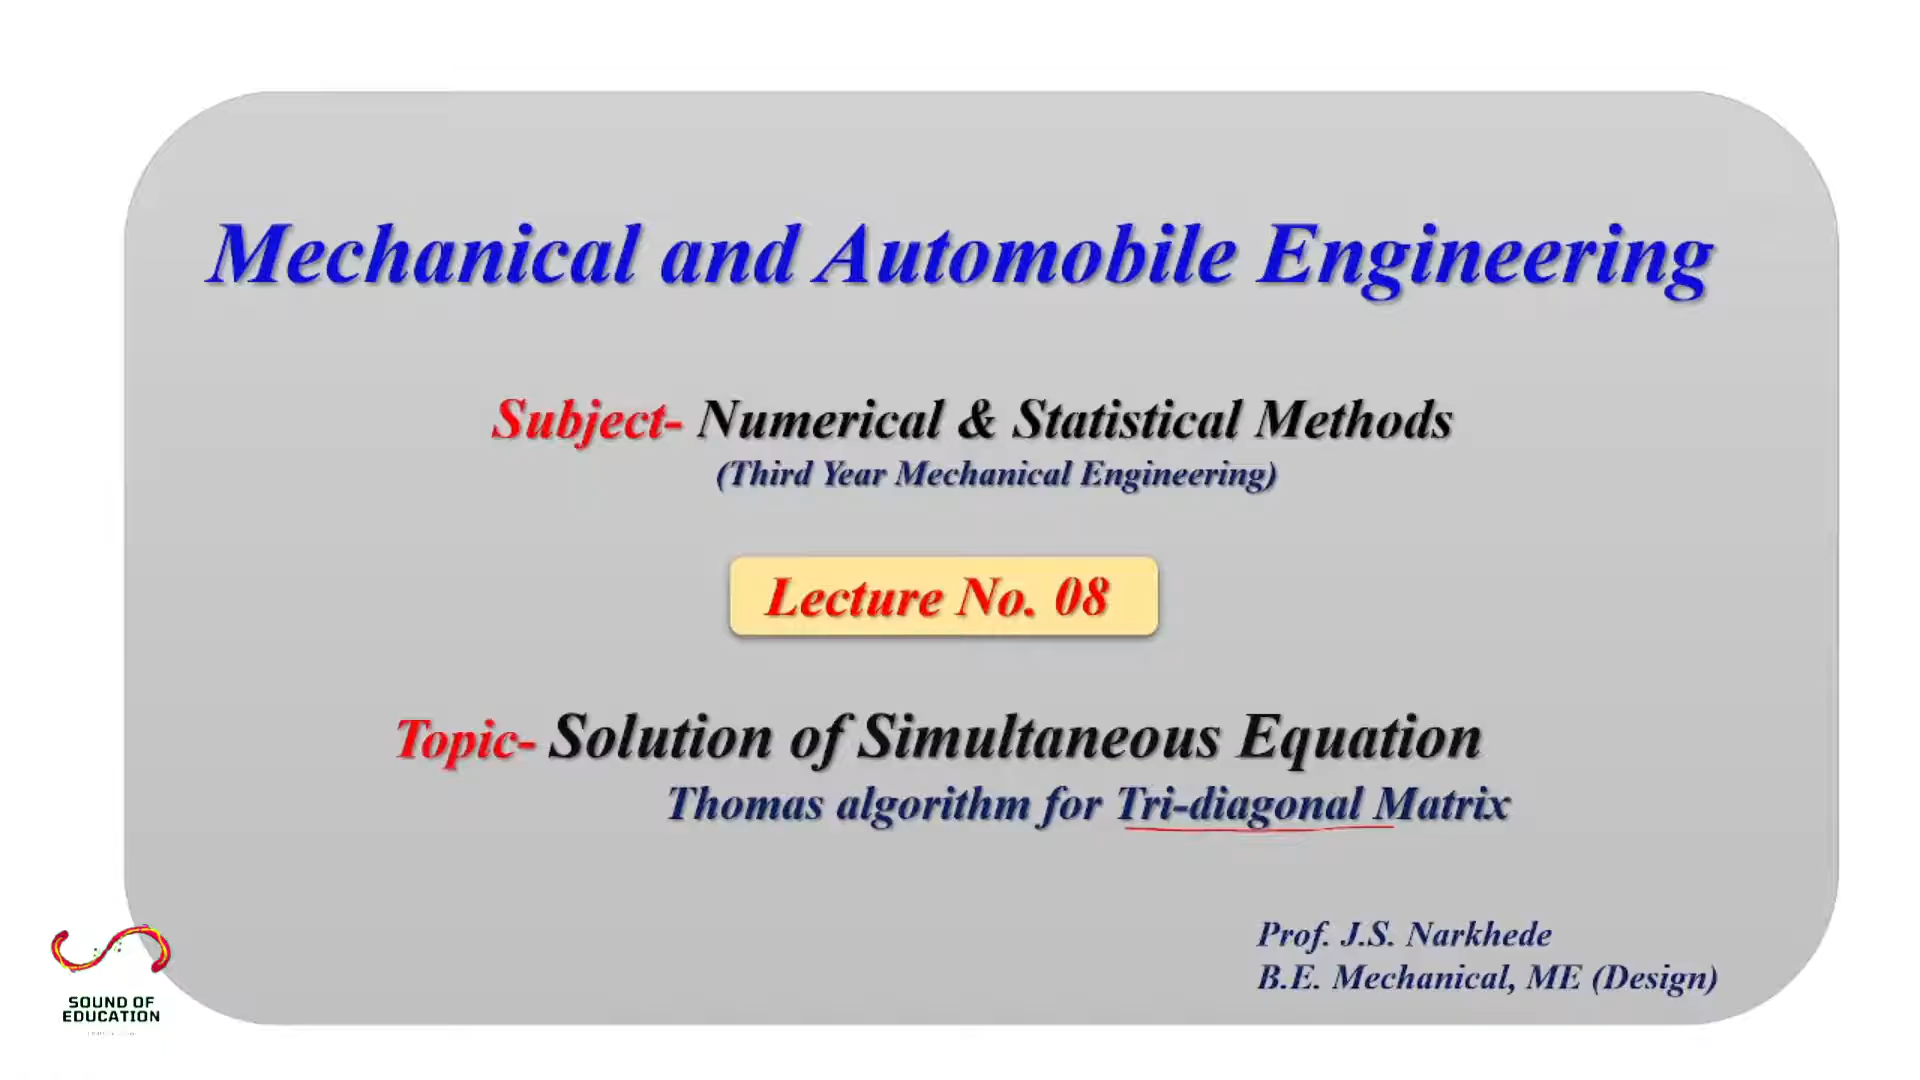 Mechanical and Automobile Engineering
Subject- Numerical & Statistical Methods
(Third Year Mechanical Engineering)
Lecture No. 08
Topic- Solution of Simultaneous Equation
Thomas algorithm for Tri-diagonal Matrix
Prof. J.S. Narkhede
B.E. Mechanical, ME (Design)
SOUND OF
EDUCATION